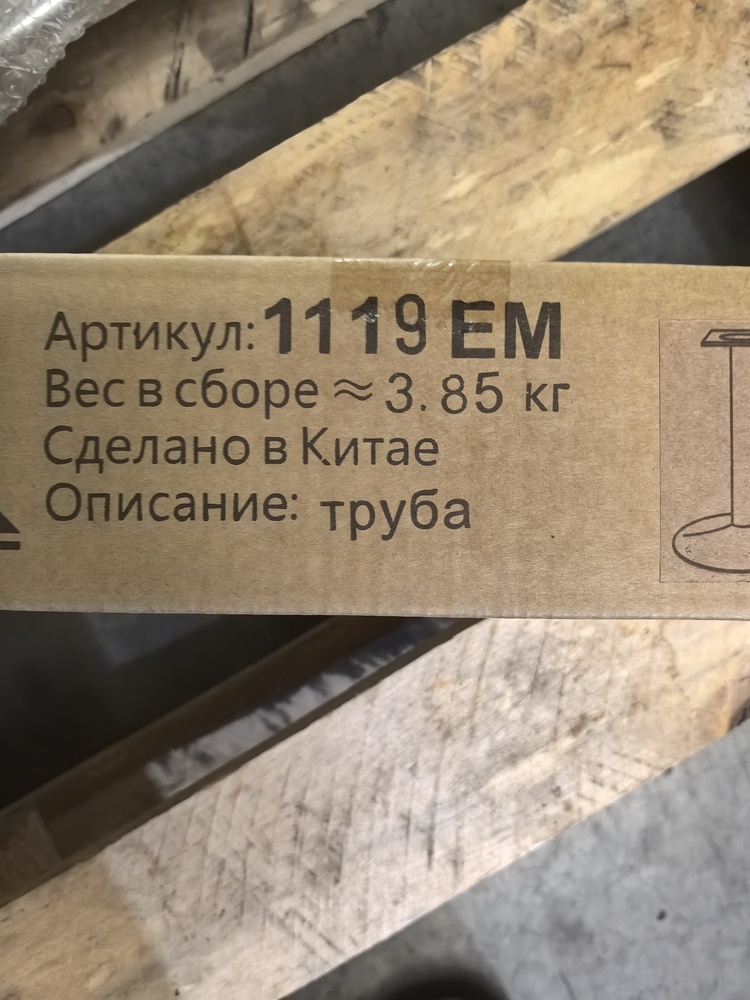 Артикул: 1119 EM
Вес в сборе ≈ 3.85 кг
Сделано в Китае
Описание: труба